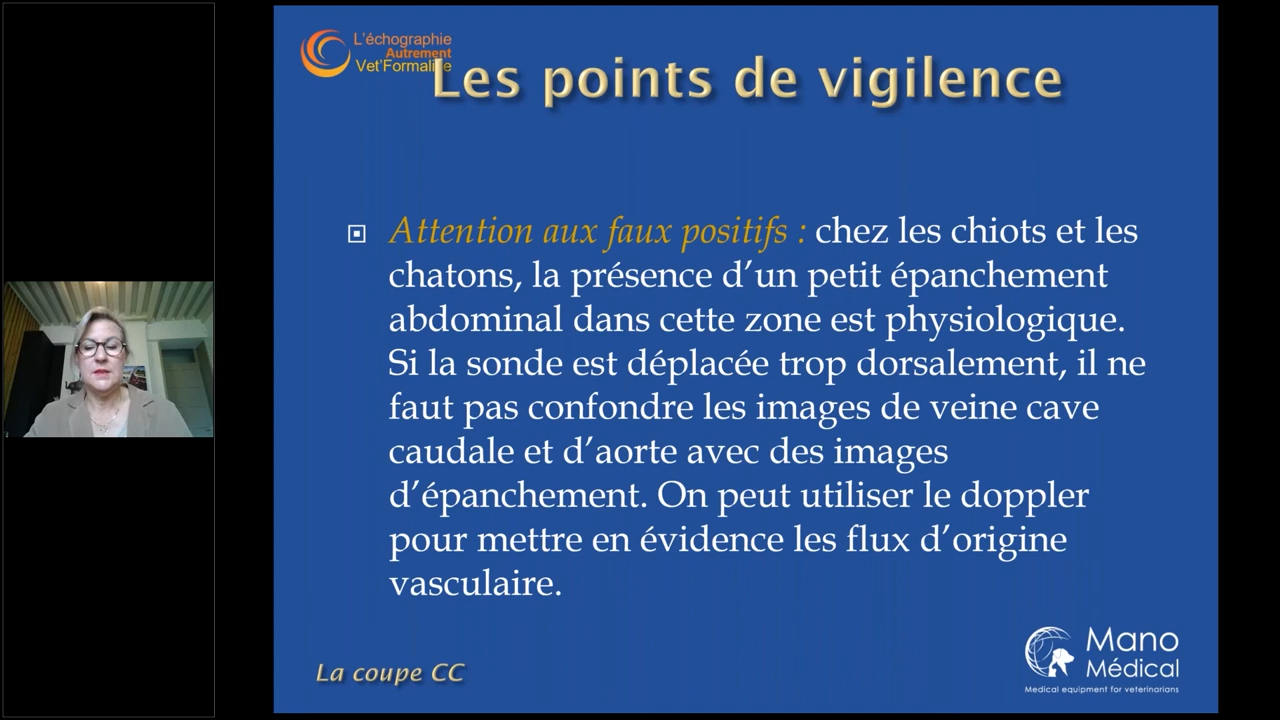 L'échographie
Autrement
Vet'Formalise
Les points de vigilence
Attention aux faux positifs : chez les chiots et les
chatons, la présence d'un petit épanchement
abdominal dans cette zone est physiologique.
Si la sonde est déplacée trop dorsalement, il ne
faut pas confondre les images de veine cave
caudale et d'aorte avec des images
d'épanchement. On peut utiliser le doppler
pour mettre en évidence les flux d'origine
vasculaire.
La coupe CC
Mano
Médical
Medical equipment for veterinarians